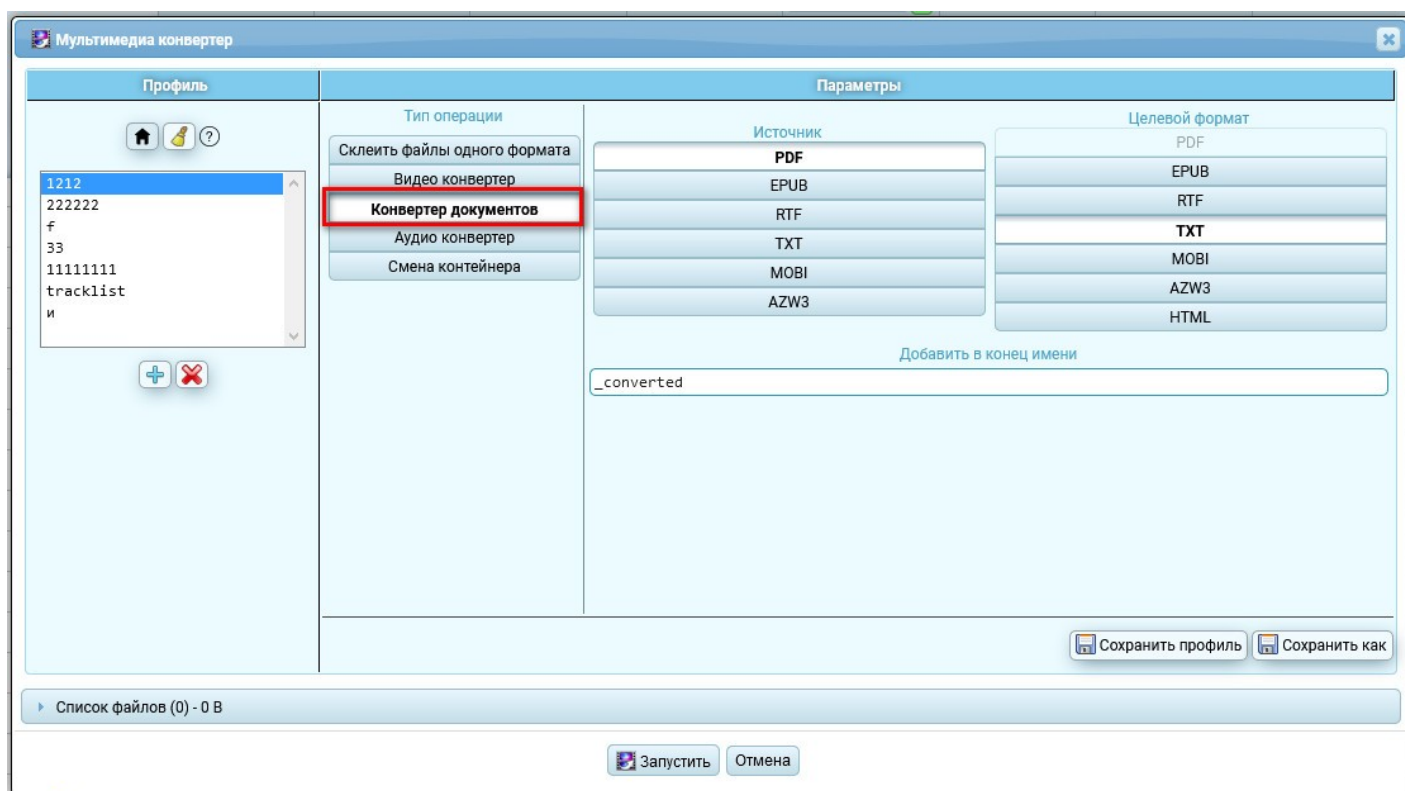 Мультимедиа конвертер
Профиль
Параметры
1212
222222
f
33
11111111
tracklist
и
Тип операции
Склеить файлы одного формата
Видео конвертер
Конвертер документов
Аудио конвертер
Смена контейнера
Источник
PDF
EPUB
RTF
TXT
MOBI
AZW3
Целевой формат
PDF
EPUB
RTF
TXT
MOBI
AZW3
HTML
Добавить в конец имени
_converted
Сохранить профиль
Сохранить как
Список файлов (0) - 0 B
Запустить
Отмена